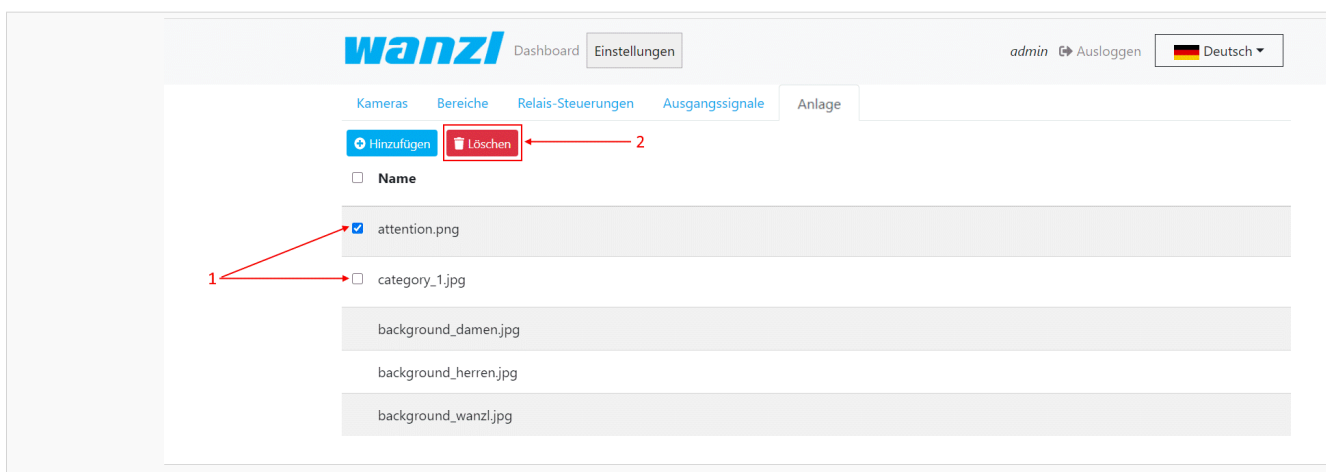 wanzl Dashboard Einstellungen admin Ausloggen Deutsch
Kameras Bereiche Relais-Steuerungen Ausgangssignale Anlage
Hinzufügen Löschen 2
Name
attention.png
1
category_1.jpg
background_damen.jpg
background_herren.jpg
background_wanzl.jpg